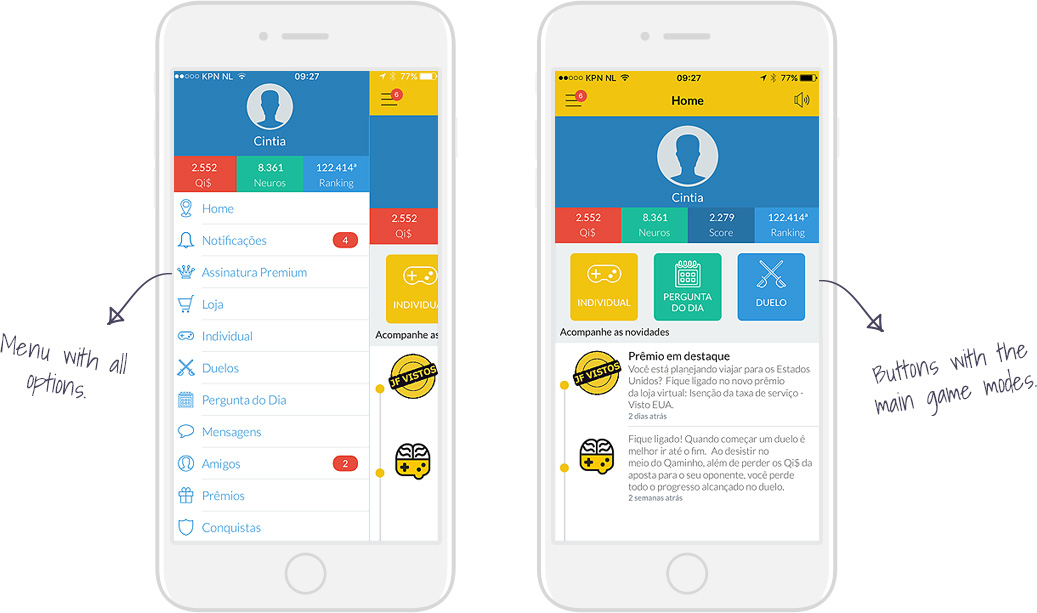 KPN NL 09:27 77%
6
Cintia
2.552 8.361 122.414ª
Qi$ Neuros Ranking
2.552
Qi$
Home
Notificações 4
Assinatura Premium
Loja
Individual
Duelos
Pergunta do Dia
Mensagens
Amigos 2
Prêmios
Conquistas
INDIVIDUA
Acompanhe as
JF VISTOS
Menu with all
options.
KPN NL 09:27 77%
6 Home
Cintia
2.552 8.361 2.279 122.414ª
Qi$ Neuros Score Ranking
INDIVIDUAL
PERGUNTA
DO DIA
DUELO
Acompanhe as novidades
JF VISTOS
Prêmio em destaque
Você está planejando viajar para os Estados
Unidos? Fique ligado no novo prêmio
da loja virtual: Isenção da taxa de serviço -
Visto EUA.
2 dias atrás
Fique ligado! Quando começar um duelo é
melhor ir até o fim. Ao desistir no
meio do Qaminho, além de perder os Qi$ da
aposta para o seu oponente, você perde
todo o progresso alcançado no duelo.
2 semanas atrás
Buttons with the
main game modes.